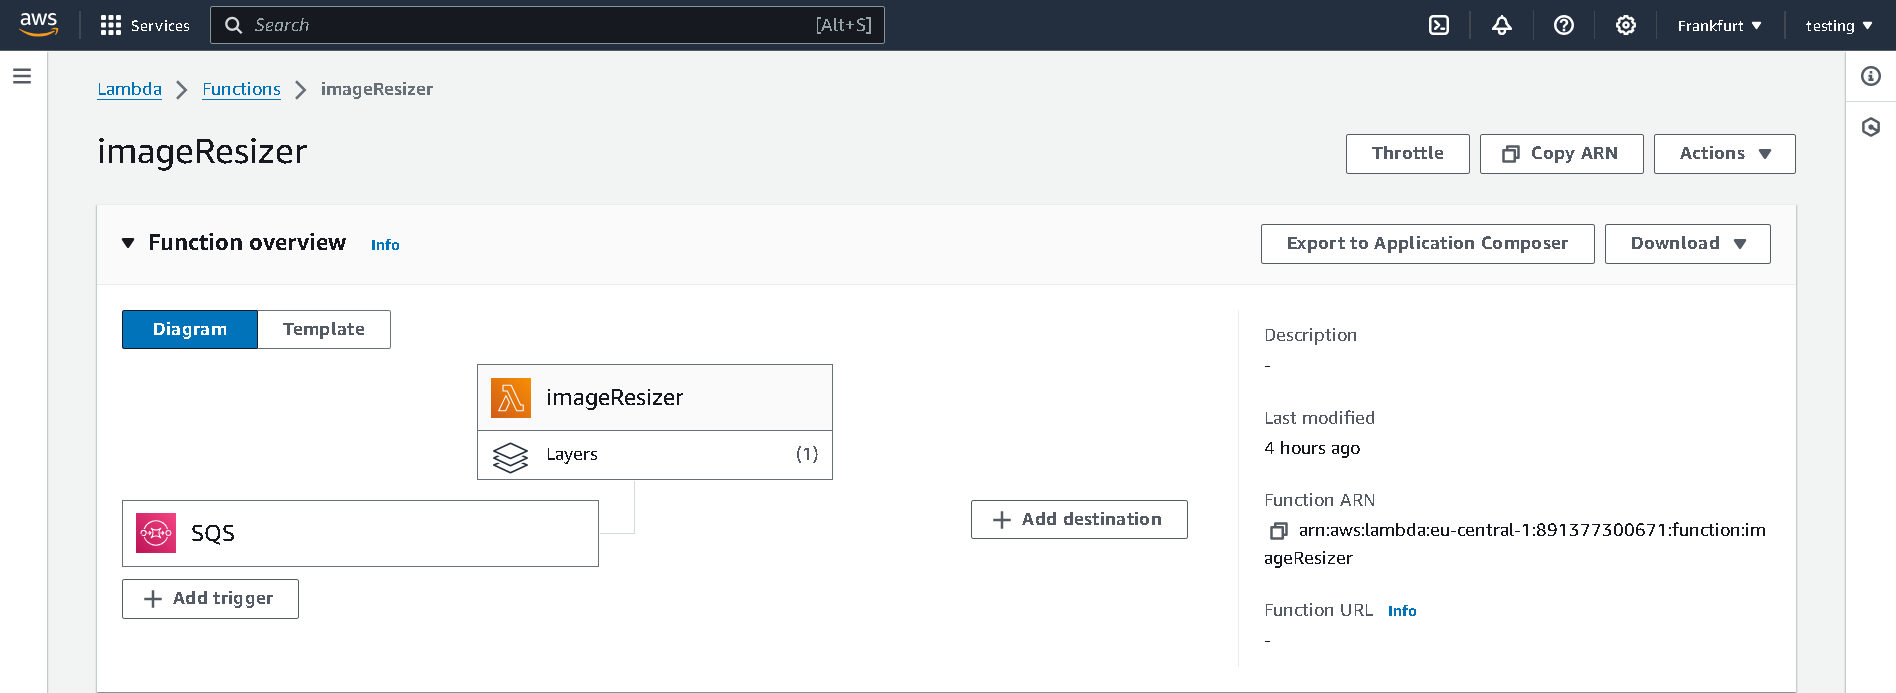 aws Services Search [Alt+S] Frankfurt testing
Lambda Functions imageResizer
imageResizer
Throttle Copy ARN Actions
Function overview Info
Export to Application Composer Download
Diagram Template
imageResizer
Layers (1)
SQS
Add trigger
Add destination
Description
-
Last modified
4 hours ago
Function ARN
arn:aws:lambda:eu-central-1:891377300671:function:im
ageResizer
Function URL Info
-